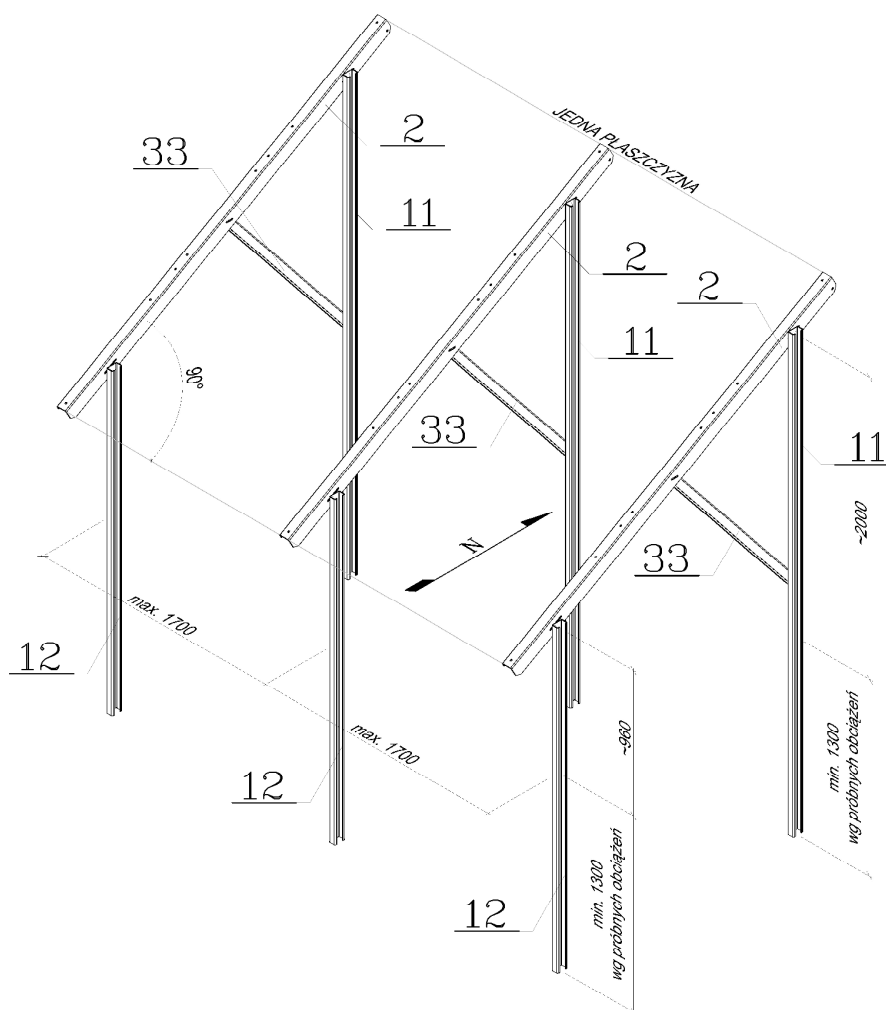 JEDNA PŁASZCZYZNA
2
33
11
2
2
11
90°
33
11
~2000
N
33
max. 1700
12
max. 1700
~960
min. 1300
wg próbnych obciążeń
12
min. 1300
wg próbnych obciążeń
12